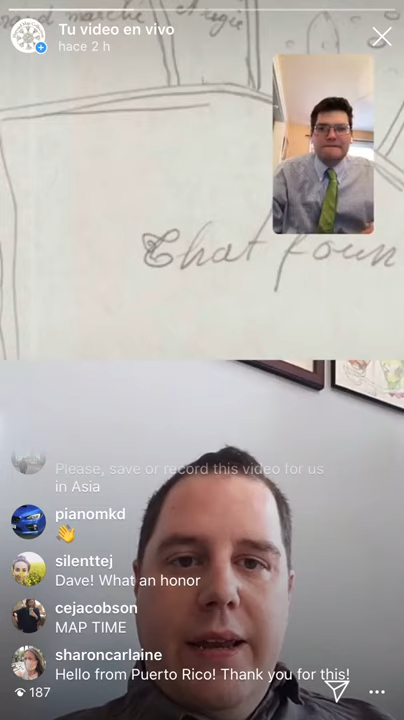 Tu video en vivo
hace 2 h
Chat
Please, save or record this video for us
in Asia
pianomkd
👋
silenttej
Dave! What an honor
cejacobson
MAP TIME
sharoncarlaine
Hello from Puerto Rico! Thank you for this!
187